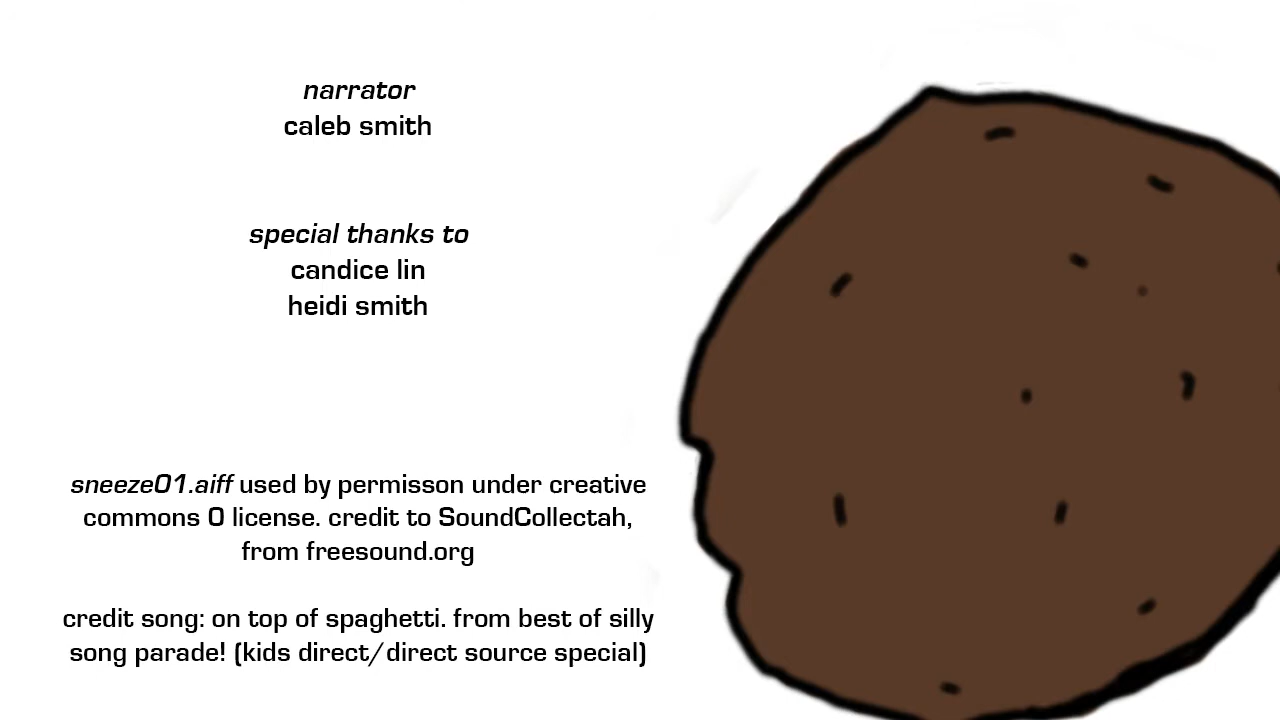 narrator
caleb smith
special thanks to
candice lin
heidi smith
sneeze01.aiff used by permisson under creative
commons 0 license. credit to SoundCollectah,
from freesound.org
credit song: on top of spaghetti. from best of silly
song parade! (kids direct/direct source special)